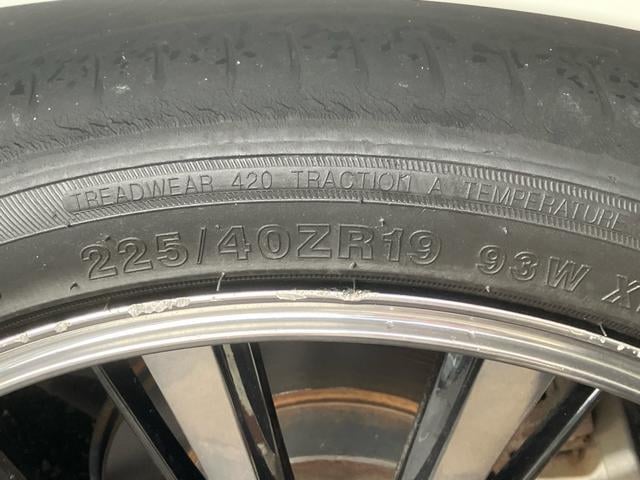 TREADWEAR 420 TRACTION A TEMPERATURE
225/40ZR19 93W X